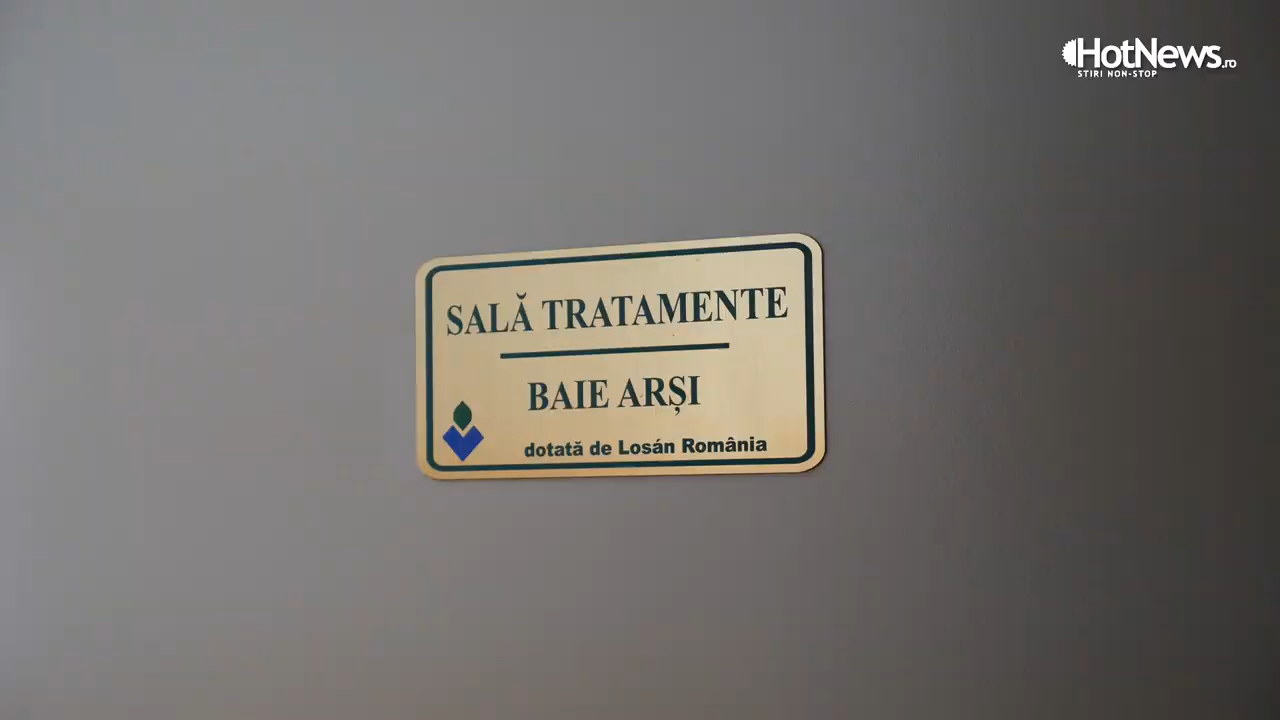 HotNews.ro
STIRI NON-STOP
SALĂ TRATAMENTE
BAIE ARȘI
dotată de Losán România